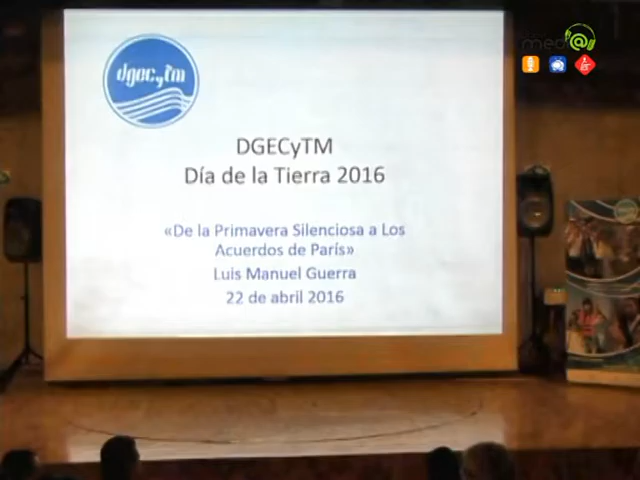 dgecytm
med@
DGECyTM
Día de la Tierra 2016
«De la Primavera Silenciosa a Los
Acuerdos de París»
Luis Manuel Guerra
22 de abril 2016